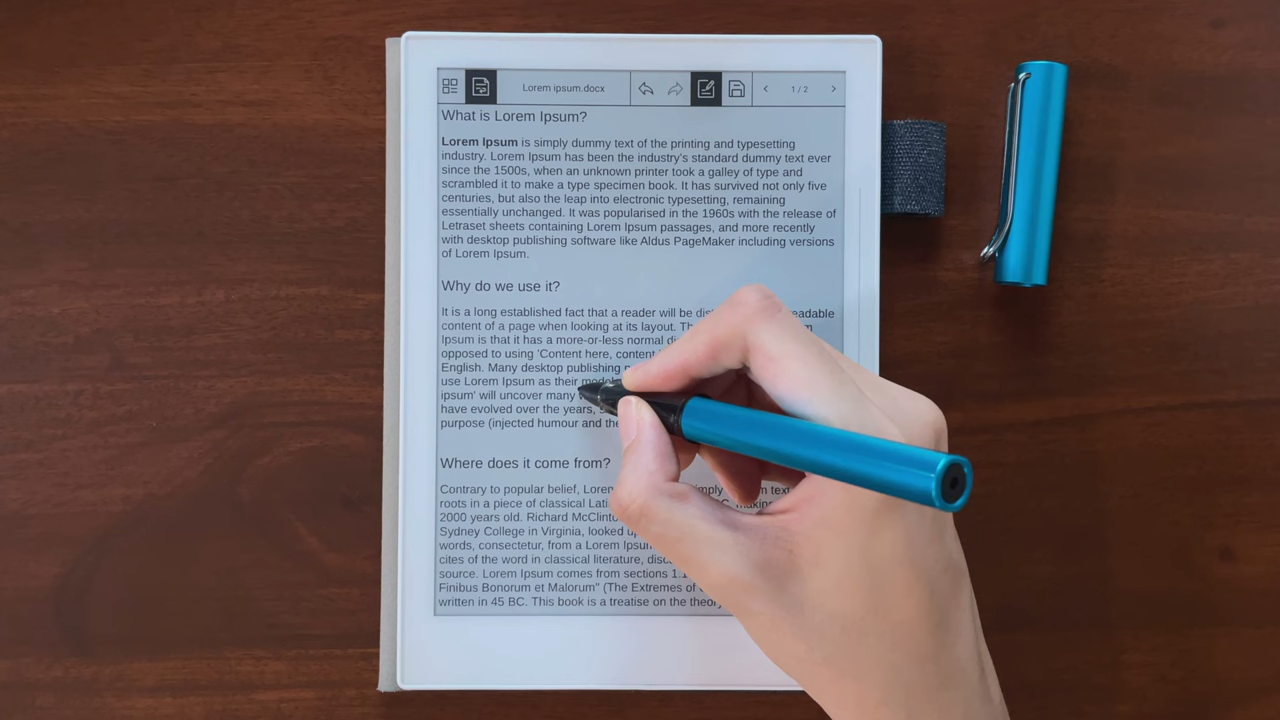 Lorem ipsum.docx
1 / 2
What is Lorem Ipsum?
Lorem Ipsum is simply dummy text of the printing and typesetting
industry. Lorem Ipsum has been the industry's standard dummy text ever
since the 1500s, when an unknown printer took a galley of type and
scrambled it to make a type specimen book. It has survived not only five
centuries, but also the leap into electronic typesetting, remaining
essentially unchanged. It was popularised in the 1960s with the release of
Letraset sheets containing Lorem Ipsum passages, and more recently
with desktop publishing software like Aldus PageMaker including versions
of Lorem Ipsum.
Why do we use it?
It is a long established fact that a reader will be
content of a page when looking at its layout.
Ipsum is that it has a more-or-less normal
opposed to using 'Content here, content
English. Many desktop publishing
use Lorem Ipsum as their
ipsum' will uncover many
have evolved over the years,
purpose (injected humour and
Where does it come from?
Contrary to popular belief, text
roots in a piece of classical
2000 years old. Richard
Sydney College in Virginia, looked
words, consectetur, from a Lorem
cites of the word in classical literature,
source. Lorem Ipsum comes from sections
Finibus Bonorum et Malorum" (The Extremes of
written in 45 BC. This book is a treatise on the